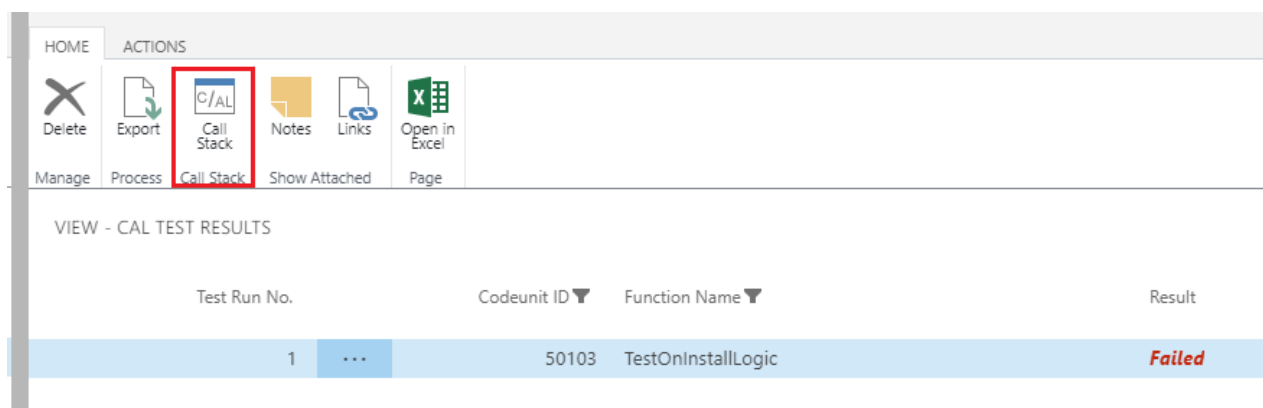 HOME ACTIONS
C/AL
Delete Export Call Stack Notes Links Open in Excel
Manage Process Call Stack Show Attached Page
VIEW - CAL TEST RESULTS
Test Run No. Codeunit ID Function Name Result
1 ... 50103 TestOnInstallLogic Failed